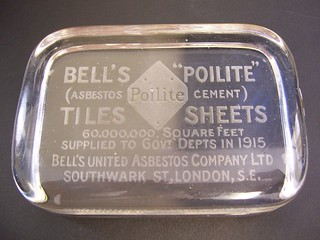 BELL'S "POILITE"
(ASBESTOS Poilite CEMENT)
TILES SHEETS
60,000,000, SQUARE FEET
SUPPLIED TO GOVT DEPTS IN 1915
BELL'S UNITED ASBESTOS COMPANY LTD
SOUTHWARK ST, LONDON, S.E.